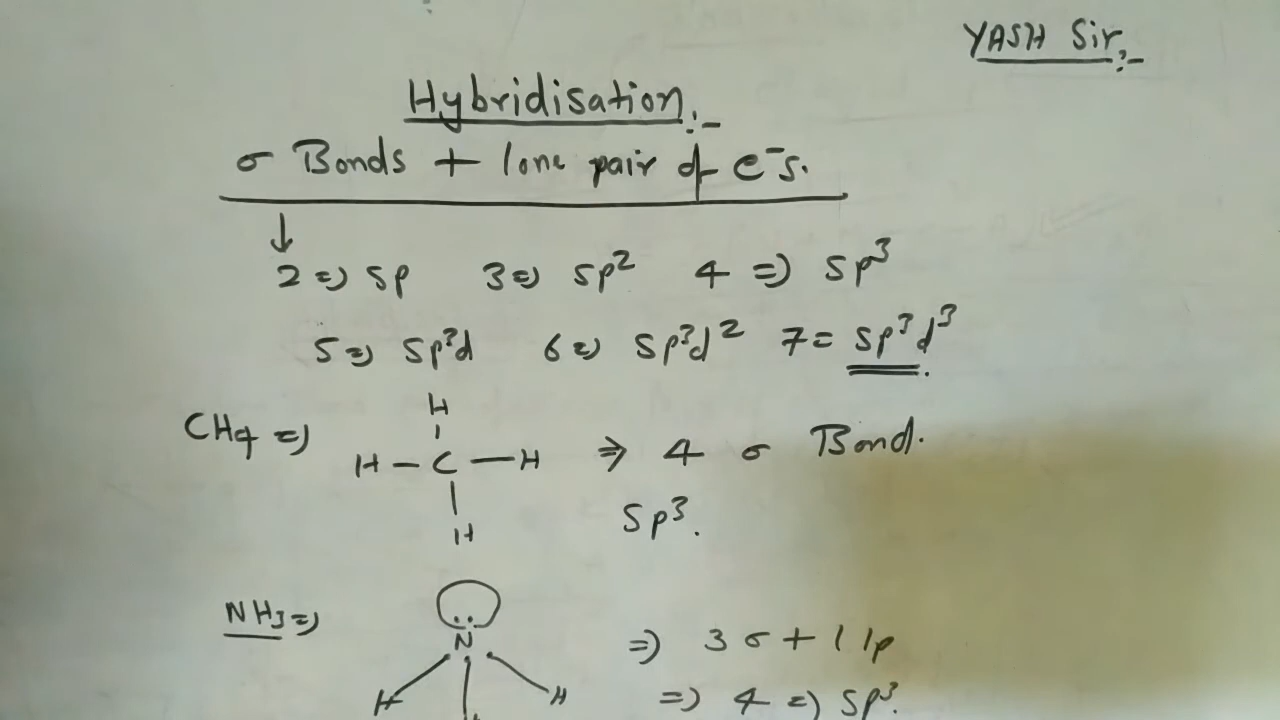 YASH Sir:-
Hybridisation:-
σ Bonds + lone pair of e⁻s.
↓
2 => sp 3 => sp² 4 => sp³
5 => sp³d 6 => sp³d² 7 = sp³d³.
CH4 => H - C - H => 4 σ Bond.
H
H
sp³.
NH3 => N => 3 σ + 1 lp
H H => 4 => sp³.